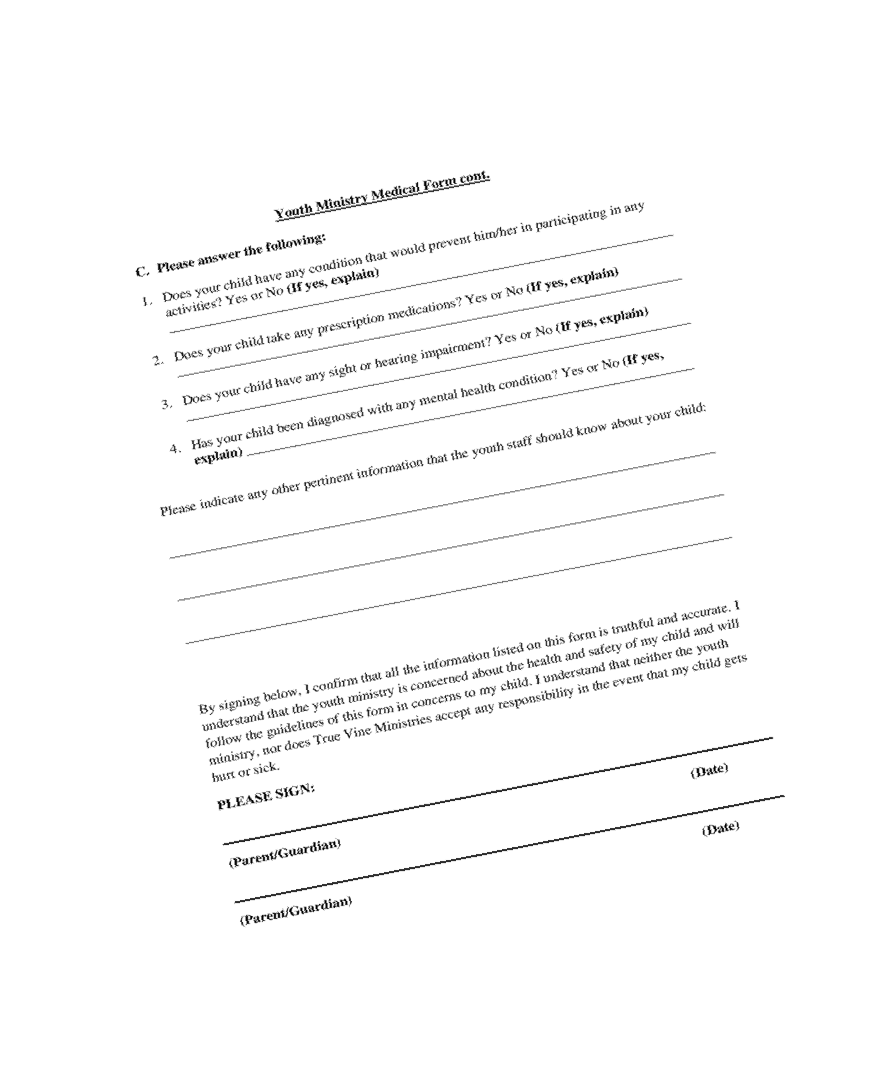 Youth Ministry Medical Form cont.
C. Please answer the following:
1. Does your child have any condition that would prevent him/her in participating in any
activities? Yes or No (If yes, explain)
2. Does your child take any prescription medications? Yes or No (If yes, explain)
3. Does your child have any sight or hearing impairment? Yes or No (If yes, explain)
4. Has your child been diagnosed with any mental health condition? Yes or No (If yes,
explain)
Please indicate any other pertinent information that the youth staff should know about your child:
By signing below, I confirm that all the information listed on this form is truthful and accurate. I
understand that the youth ministry is concerned about the health and safety of my child and will
follow the guidelines of this form in concerns to my child. I understand that neither the youth
ministry, nor does True Vine Ministries accept any responsibility in the event that my child gets
hurt or sick.
PLEASE SIGN:
(Parent/Guardian) (Date)
(Parent/Guardian) (Date)